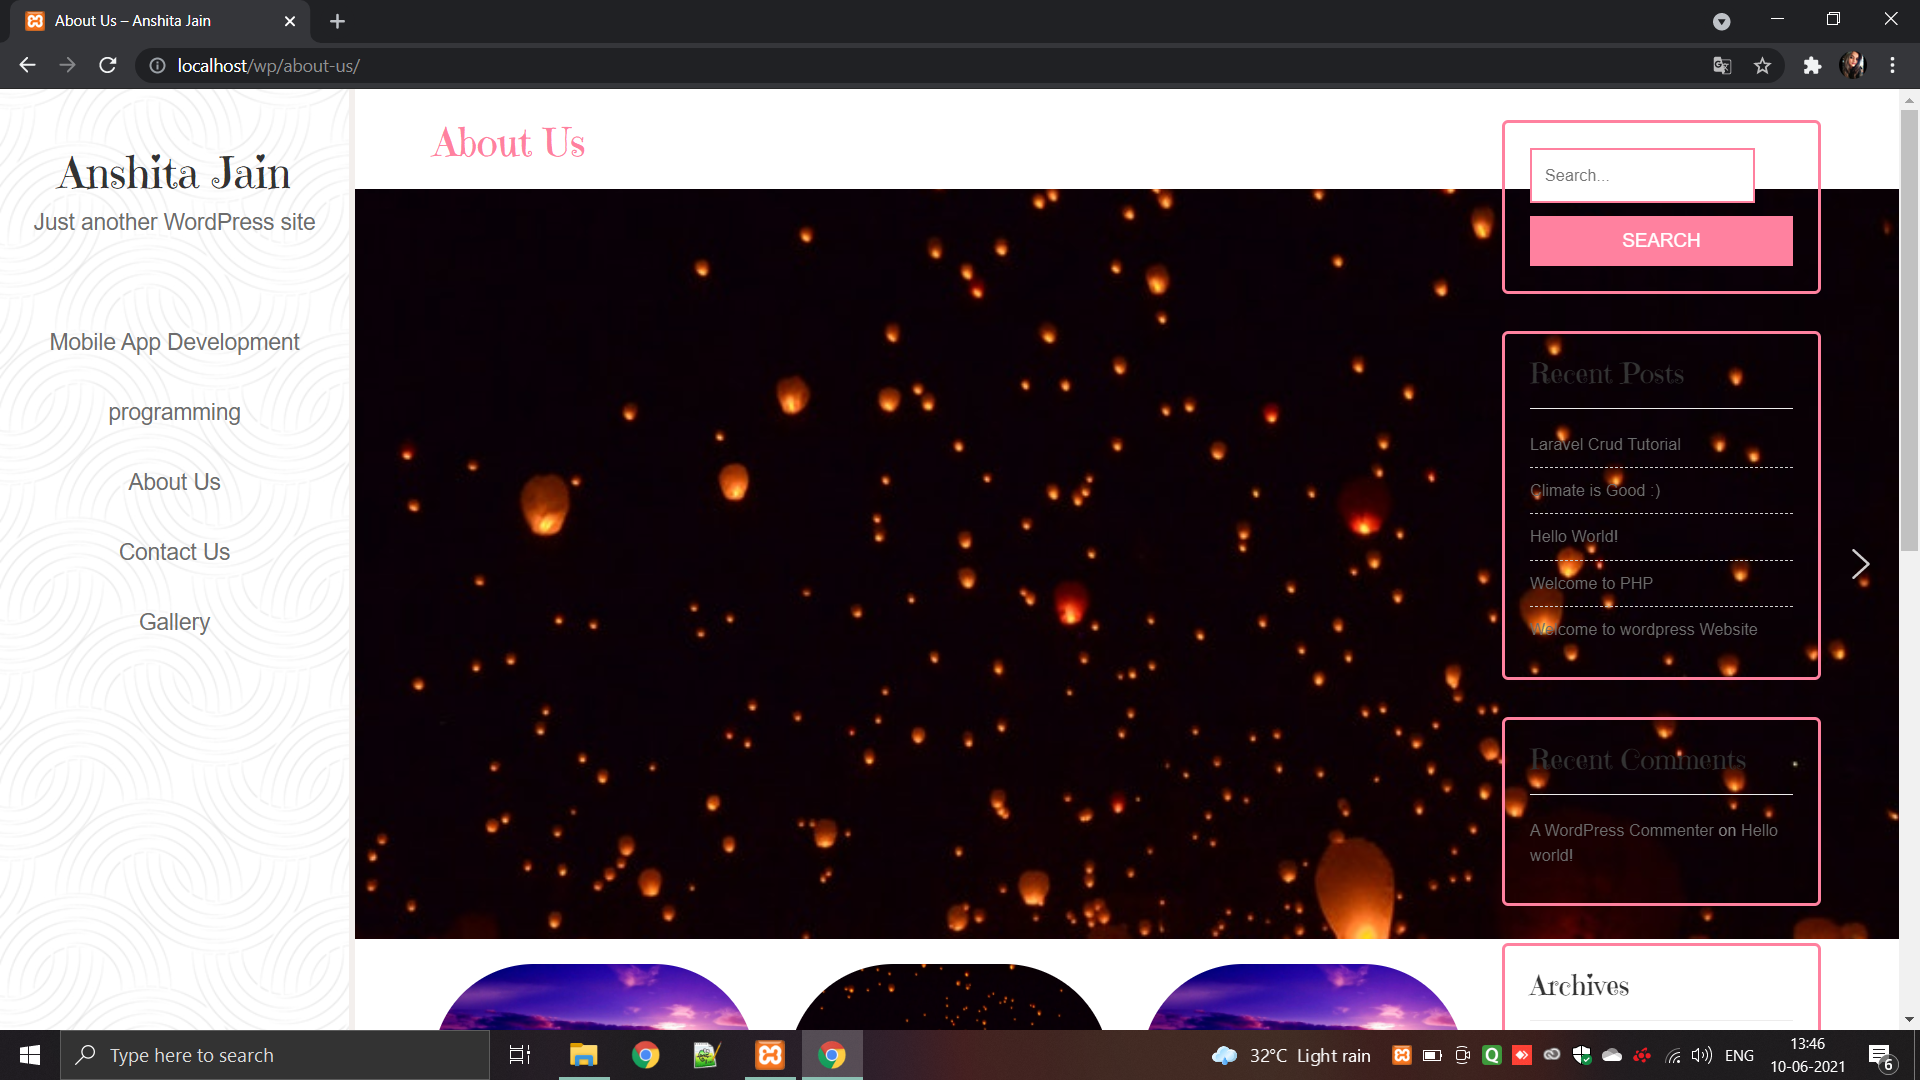 About Us – Anshita Jain
localhost/wp/about-us/
Anshita Jain
Just another WordPress site
Mobile App Development
programming
About Us
Contact Us
Gallery
About Us
Search...
SEARCH
Recent Posts
Laravel Crud Tutorial
Climate is Good :)
Hello World!
Welcome to PHP
Welcome to wordpress Website
Recent Comments
A WordPress Commenter on Hello
world!
Archives
Type here to search
32°C Light rain
ENG
13:46
10-06-2021
6